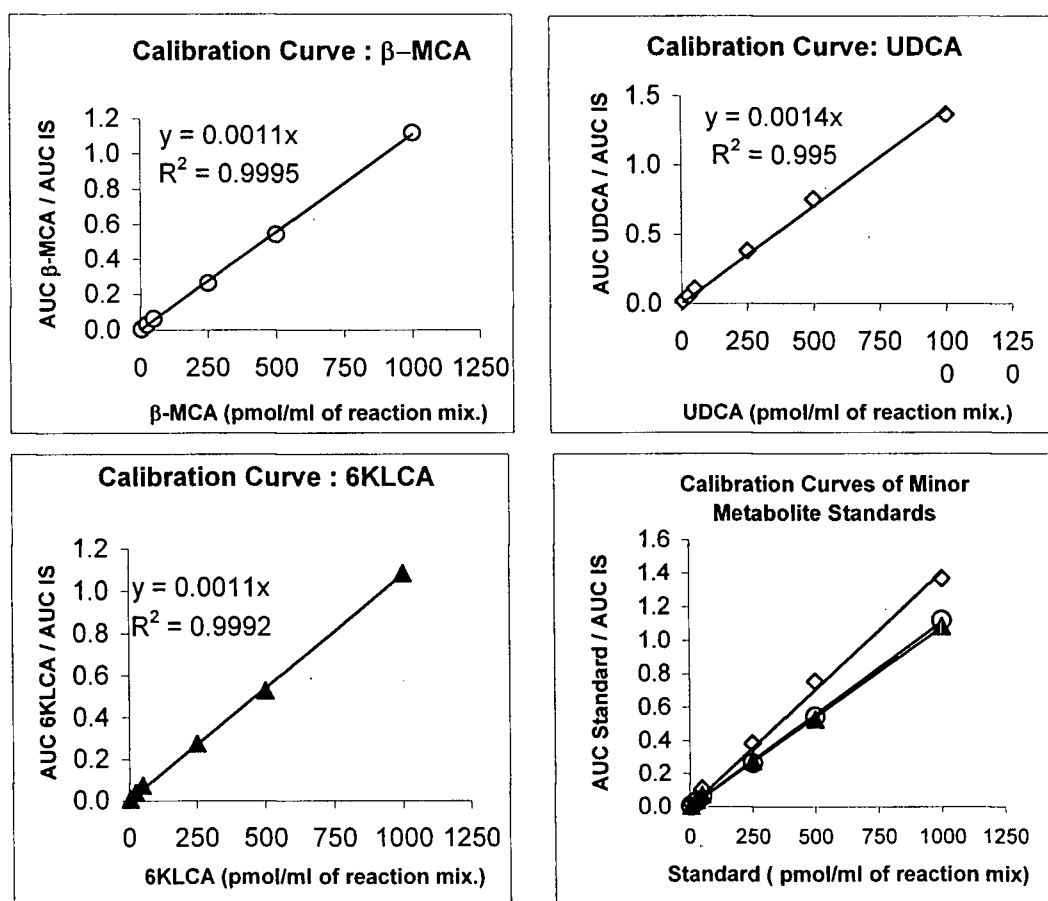 Calibration Curve : β–MCA
y = 0.0011x
R² = 0.9995
AUC β-MCA / AUC IS
1.2
1.0
0.8
0.6
0.4
0.2
0.0
0 250 500 750 1000 1250
β-MCA (pmol/ml of reaction mix.)
Calibration Curve: UDCA
y = 0.0014x
R² = 0.995
AUC UDCA / AUC IS
1.5
1.0
0.5
0.0
0 250 500 750 100 125
0 0
UDCA (pmol/ml of reaction mix.)
Calibration Curve : 6KLCA
y = 0.0011x
R² = 0.9992
AUC 6KLCA / AUC IS
1.2
1.0
0.8
0.6
0.4
0.2
0.0
0 250 500 750 1000 1250
6KLCA (pmol/ml of reaction mix.)
Calibration Curves of Minor
Metabolite Standards
AUC Standard / AUC IS
1.6
1.4
1.2
1.0
0.8
0.6
0.4
0.2
0.0
0 250 500 750 1000 1250
Standard ( pmol/ml of reaction mix)